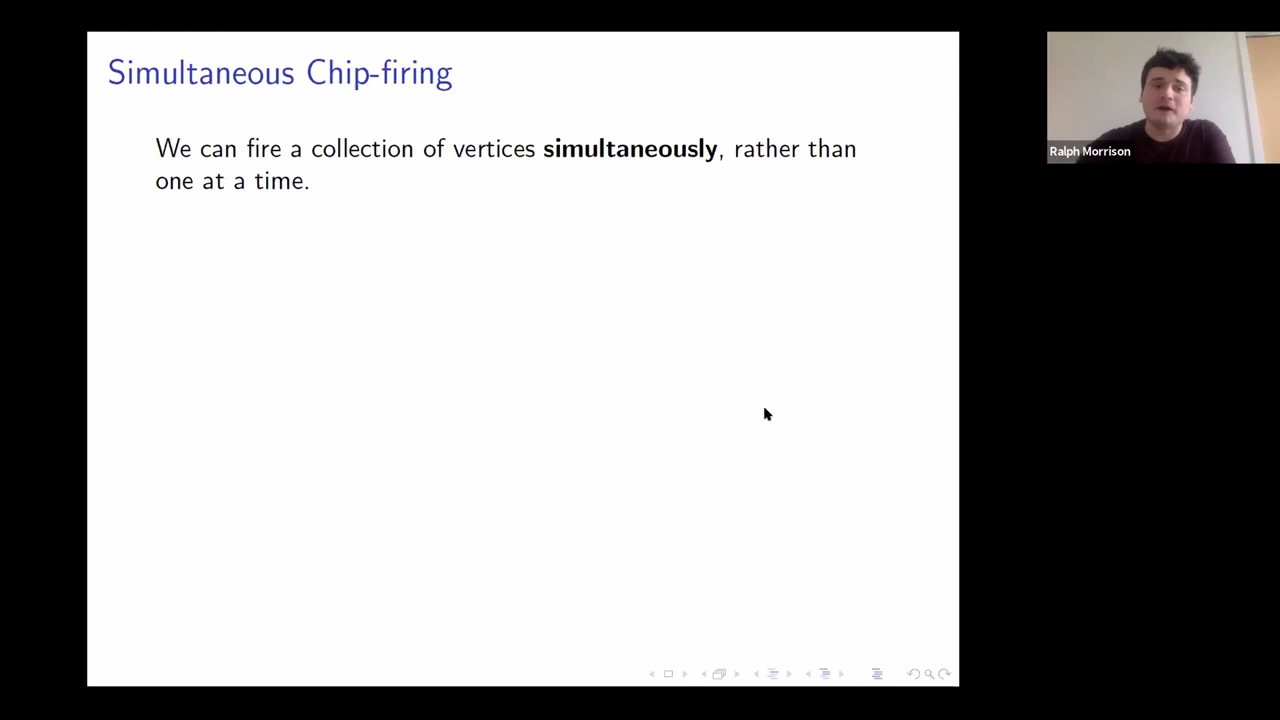 Simultaneous Chip-firing
We can fire a collection of vertices simultaneously, rather than
one at a time.
Ralph Morrison